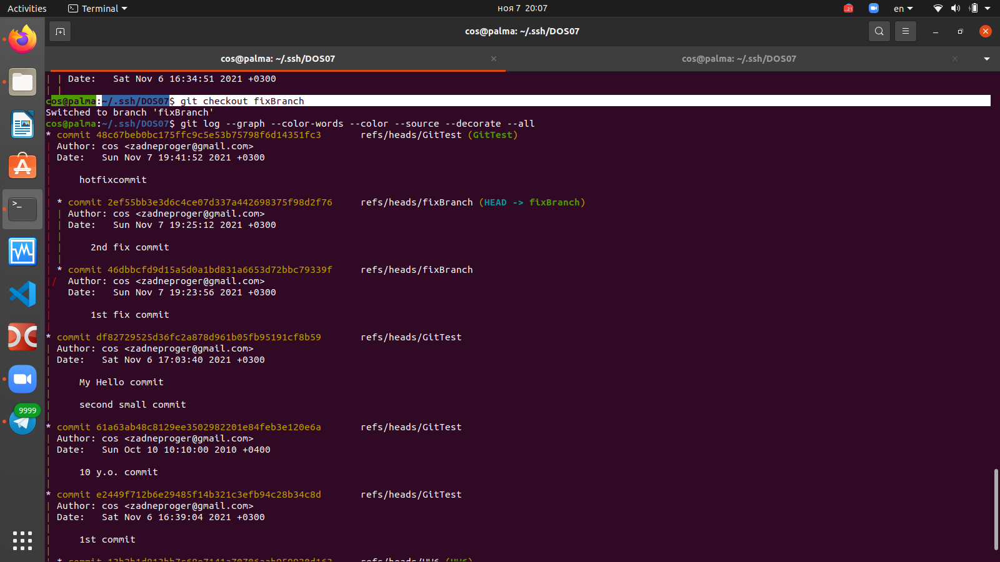 Activities
Terminal
ноя 7 20:07
21
en
cos@palma: ~/.ssh/DOS07
cos@palma: ~/.ssh/DOS07
cos@palma: ~/.ssh/DOS07
| | Date:   Sat Nov 6 16:34:51 2021 +0300
| |
cos@palma:~/.ssh/DOS07$ git checkout fixBranch
Switched to branch 'fixBranch'
cos@palma:~/.ssh/DOS07$ git log --graph --color-words --color --source --decorate --all
* commit 48c67beb0bc175ffc9c5e53b75798f6d14351fc3       refs/heads/GitTest (GitTest)
| Author: cos <zadneproger@gmail.com>
| Date:   Sun Nov 7 19:41:52 2021 +0300
|
|     hotfixcommit
|
| * commit 2ef55bb3e3d6c4ce07d337a442698375f98d2f76     refs/heads/fixBranch (HEAD -> fixBranch)
| | Author: cos <zadneproger@gmail.com>
| | Date:   Sun Nov 7 19:25:12 2021 +0300
| |
| |     2nd fix commit
| |
| * commit 46dbbcfd9d15a5d0a1bd831a6653d72bbc79339f     refs/heads/fixBranch
|/  Author: cos <zadneproger@gmail.com>
|   Date:   Sun Nov 7 19:23:56 2021 +0300
|
|       1st fix commit
|
* commit df82729525d36fc2a878d961b05fb95191cf8b59       refs/heads/GitTest
| Author: cos <zadneproger@gmail.com>
| Date:   Sat Nov 6 17:03:40 2021 +0300
|
|     My Hello commit
|
|     second small commit
|
* commit 61a63ab48c8129ee3502982201e84feb3e120e6a       refs/heads/GitTest
| Author: cos <zadneproger@gmail.com>
| Date:   Sun Oct 10 10:10:00 2010 +0400
|
|     10 y.o. commit
|
* commit e2449f712b6e29485f14b321c3efb94c28b34c8d       refs/heads/GitTest
| Author: cos <zadneproger@gmail.com>
| Date:   Sat Nov 6 16:39:04 2021 +0300
|
|     1st commit
|
| * commit
9999